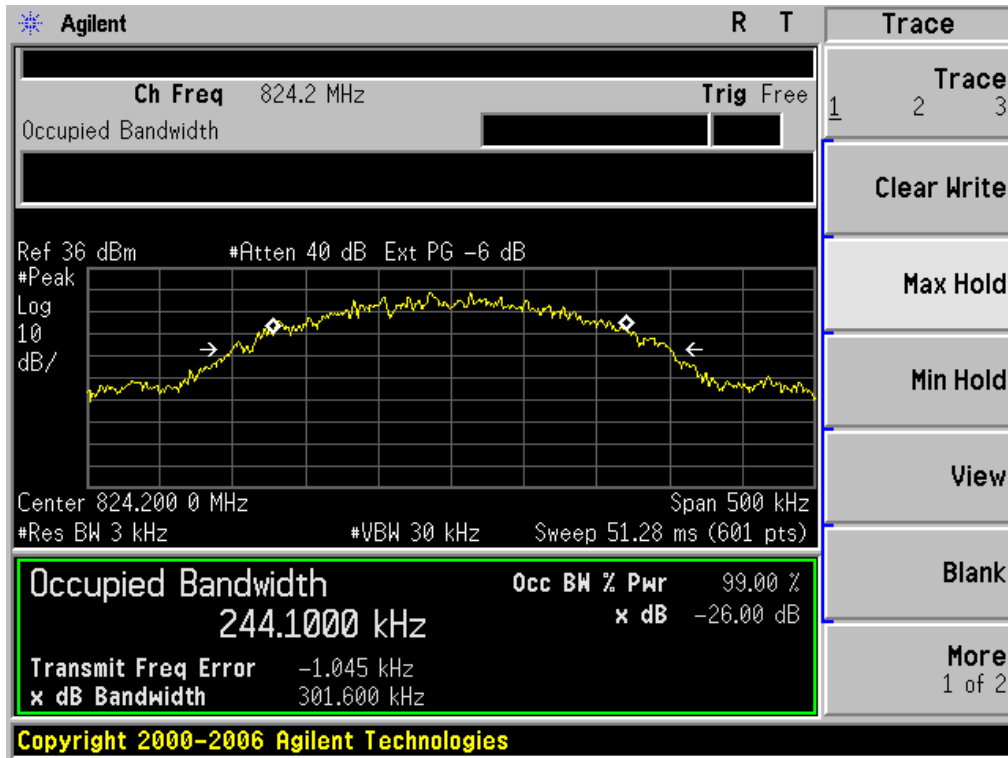 Agilent R T
Ch Freq 824.2 MHz Trig Free
Occupied Bandwidth
Ref 36 dBm #Atten 40 dB Ext PG -6 dB
#Peak
Log
10
dB/
Center 824.200 0 MHz Span 500 kHz
#Res BW 3 kHz #VBW 30 kHz Sweep 51.28 ms (601 pts)
Occupied Bandwidth
244.1000 kHz
Occ BW % Pwr 99.00 %
x dB -26.00 dB
Transmit Freq Error -1.045 kHz
x dB Bandwidth 301.600 kHz
Copyright 2000-2006 Agilent Technologies
Trace
Trace
1 2 3
Clear Write
Max Hold
Min Hold
View
Blank
More
1 of 2